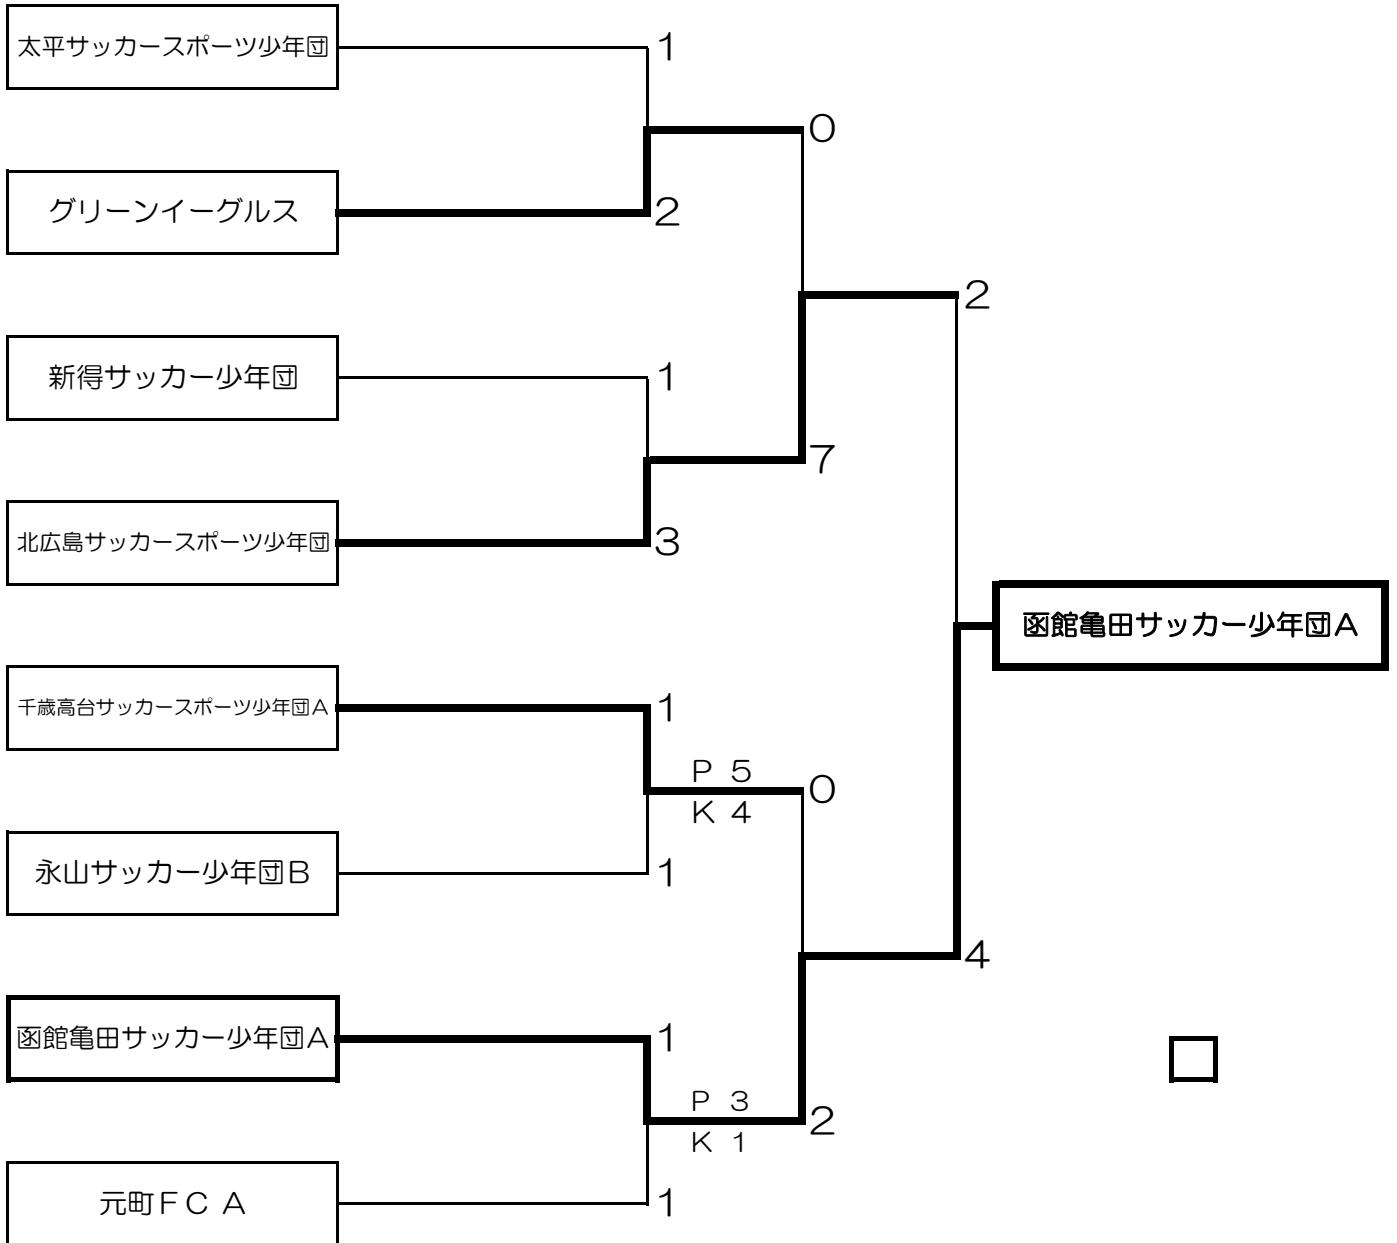 太平サッカースポーツ少年団
1
0
グリーンイーグルス
2
2
新得サッカー少年団
1
7
北広島サッカースポーツ少年団
3
函館亀田サッカー少年団A
千歳高台サッカースポーツ少年団A
1
P 5
K 4
0
永山サッカー少年団B
1
4
函館亀田サッカー少年団A
1
P 3
K 1
2
元町FC A
1